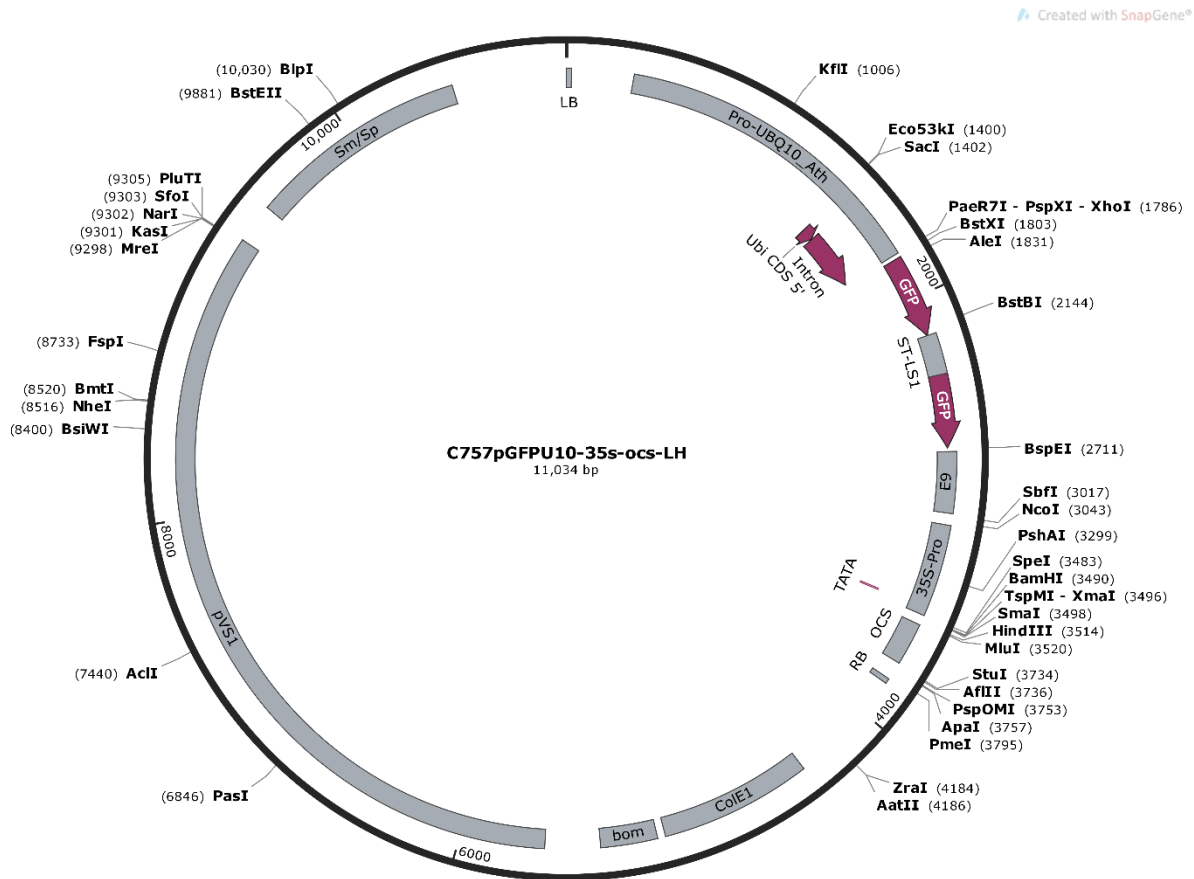 Created with SnapGene®
LB
Pro-UBQ10_Ath
KflI (1006)
Eco53kI (1400)
SacI (1402)
PaeR7I - PspXI - XhoI (1786)
BstXI (1803)
AleI (1831)
2000
BstBI (2144)
Ubi CDS 5'
Intron
GFP
ST-LS1
GFP
BspEI (2711)
E9
SbfI (3017)
NcoI (3043)
PshAI (3299)
35S-Pro
TATA
SpeI (3483)
BamHI (3490)
TspMI - XmaI (3496)
SmaI (3498)
HindIII (3514)
MluI (3520)
OCS
RB
StuI (3734)
AflII (3736)
PspOMI (3753)
ApaI (3757)
PmeI (3795)
4000
ZraI (4184)
AatII (4186)
ColE1
bom
6000
(6846) PasI
(7440) AclI
pVS1
8000
(8400) BsiWI
(8516) NheI
(8520) BmtI
(8733) FspI
(9298) MreI
(9301) KasI
(9302) NarI
(9303) SfoI
(9305) PluTI
Sm/Sp
10,000
(9881) BstEII
(10,030) BlpI
C757pGFPU10-35s-ocs-LH
11,034 bp